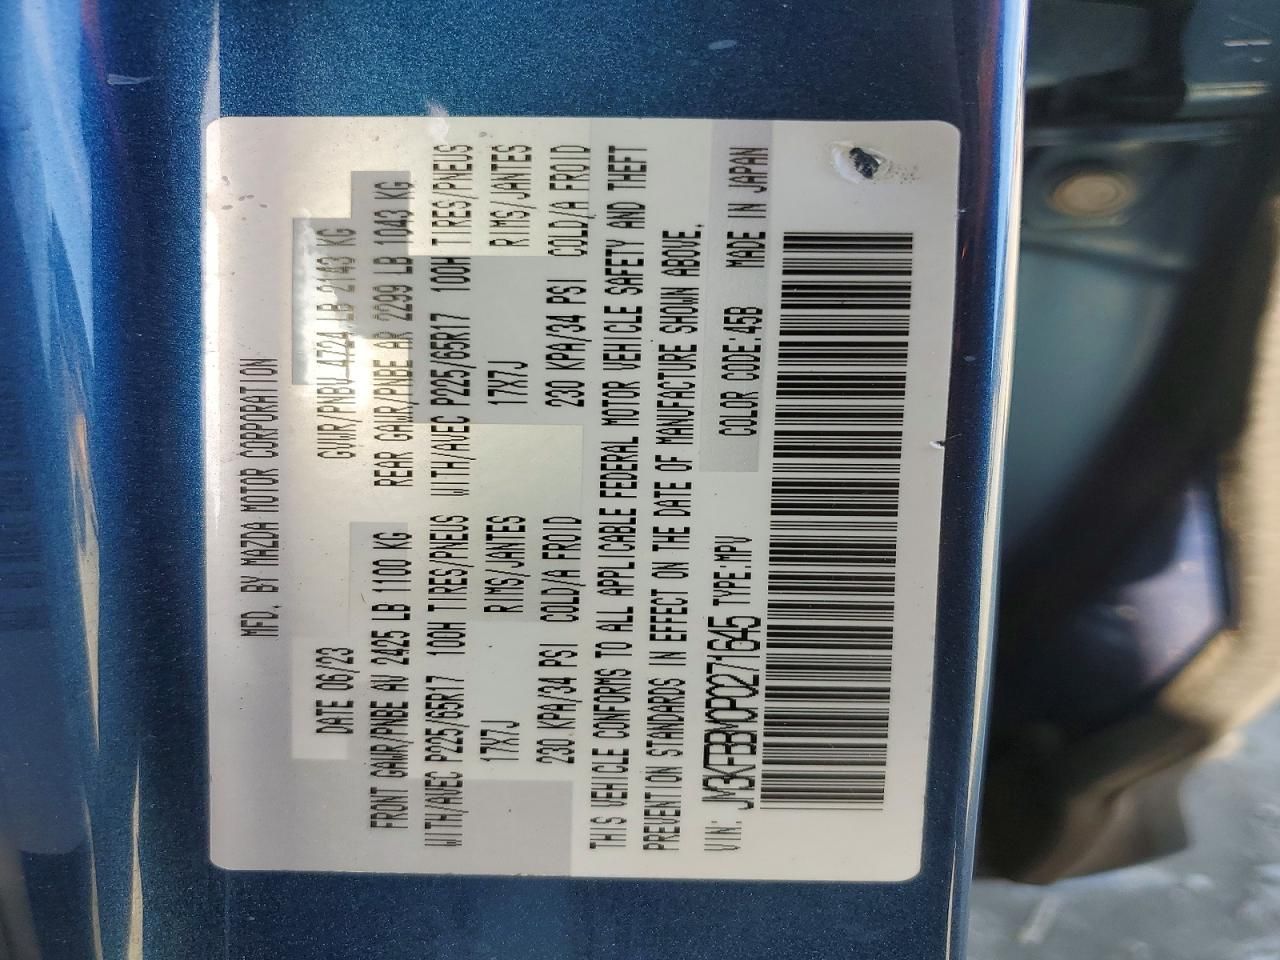 MFD. BY MAZDA MOTOR CORPORATION
DATE 06/23 GVWR/PNBV 4724 LB 2143 KG
FRONT GAWR/PNBE AV 2425 LB 1100 KG REAR GAWR/PNBE AR 2299 LB 1043 KG
WITH/AVEC P225/65R17 100H TIRES/PNEUS WITH/AVEC P225/65R17 100H TIRES/PNEUS
17X7J RIMS/JANTES 17X7J RIMS/JANTES
230 KPA/34 PSI COLD/A FROID 230 KPA/34 PSI COLD/A FROID
THIS VEHICLE CONFORMS TO ALL APPLICABLE FEDERAL MOTOR VEHICLE SAFETY AND THEFT
PREVENTION STANDARDS IN EFFECT ON THE DATE OF MANUFACTURE SHOWN ABOVE.
VIN: JM3KFBBM0P0271645 TYPE:MPV COLOR CODE:45B MADE IN JAPAN